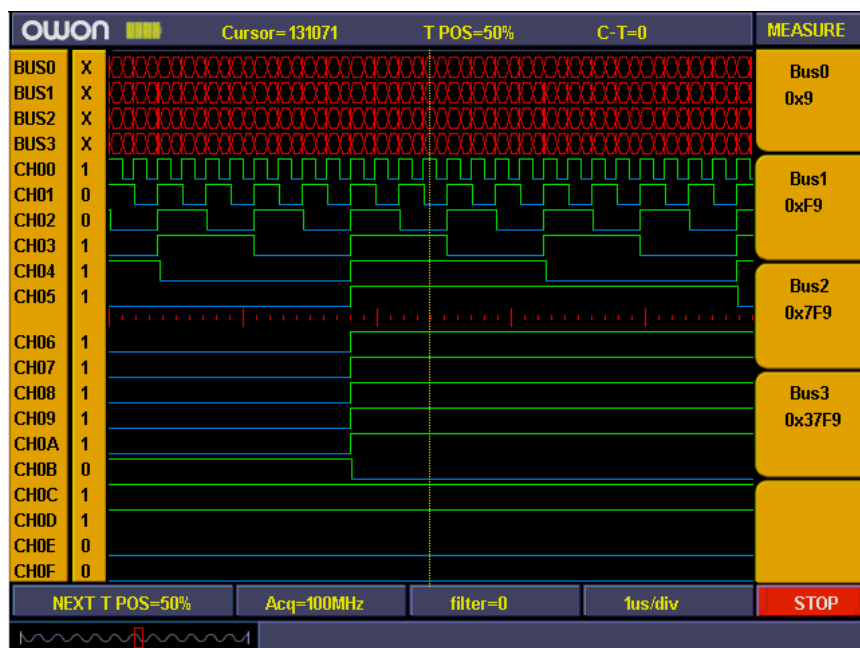 OWON Cursor=131071 T POS=50% C-T=0 MEASURE
BUS0 X
BUS1 X
BUS2 X
BUS3 X
CH00 1
CH01 0
CH02 0
CH03 1
CH04 1
CH05 1
CH06 1
CH07 1
CH08 1
CH09 1
CH0A 1
CH0B 0
CH0C 1
CH0D 1
CH0E 0
CH0F 0
Bus0
0x9
Bus1
0xF9
Bus2
0x7F9
Bus3
0x37F9
NEXT T POS=50% Acq=100MHz filter=0 1us/div STOP